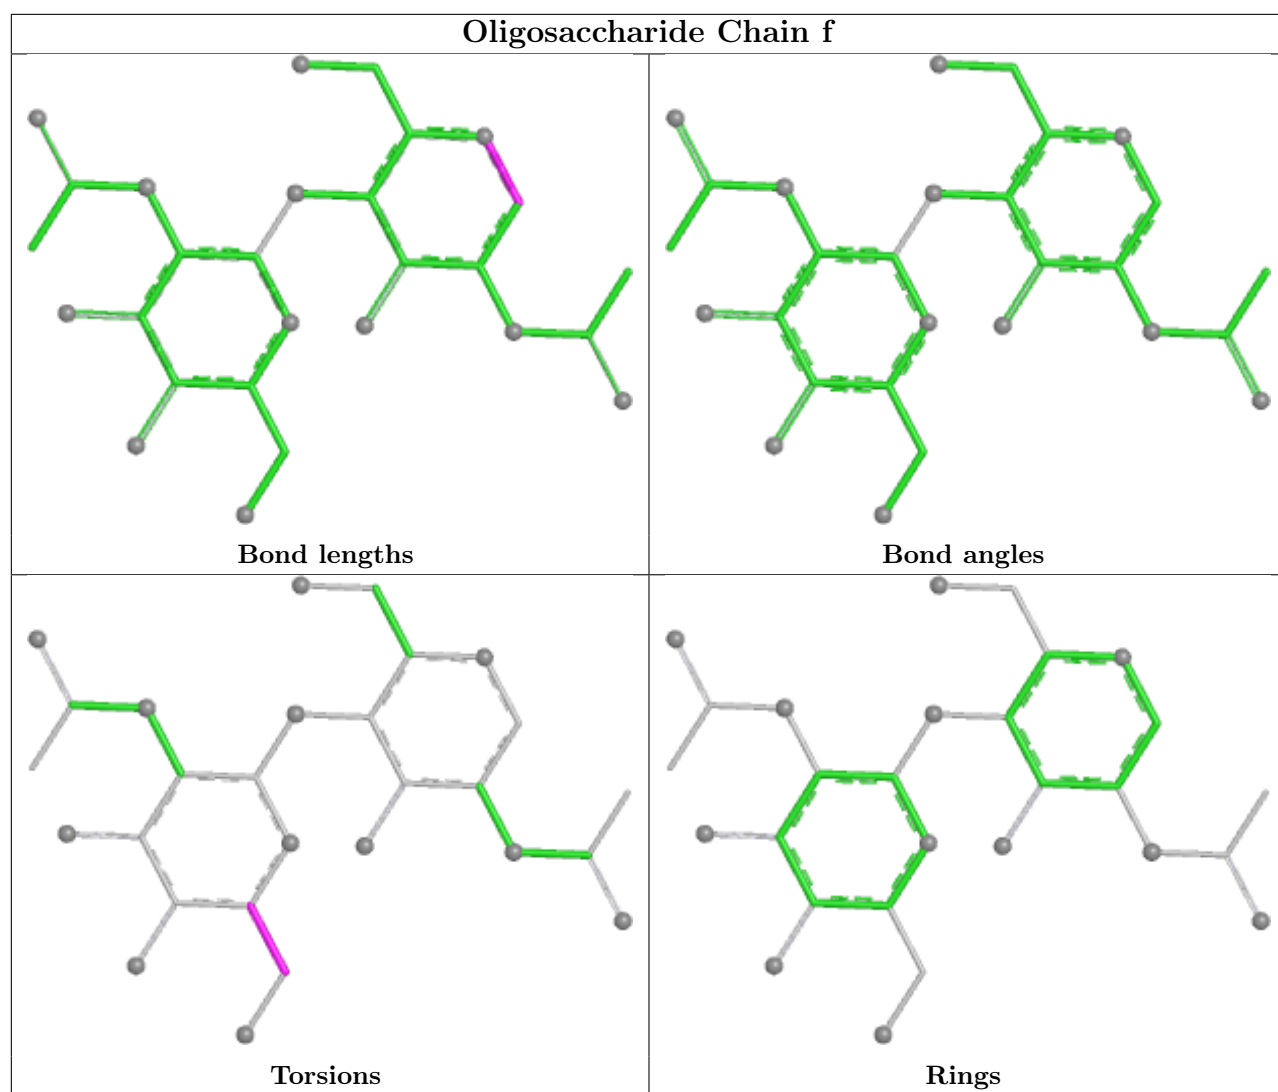 Oligosaccharide Chain f
Bond lengths
Bond angles
Torsions
Rings